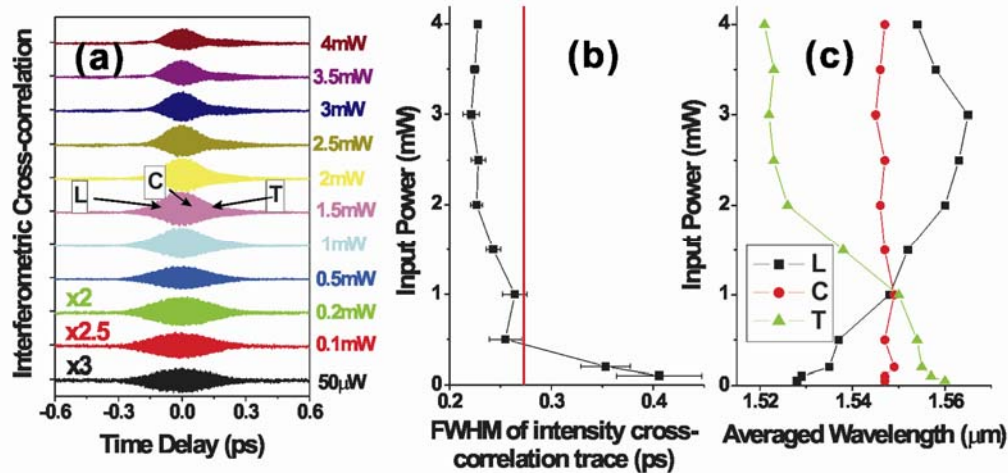 (a)
Interferometric Cross-correlation
4mW
3.5mW
3mW
2.5mW
2mW
L
C
T
1.5mW
1mW
0.5mW
x2
0.2mW
x2.5
0.1mW
x3
50µW
-0.6
-0.3
0.0
0.3
0.6
Time Delay (ps)
(b)
Input Power (mW)
4
3
2
1
0
0.2
0.3
0.4
FWHM of intensity cross-
correlation trace (ps)
(c)
Input Power (mW)
4
3
2
1
0
L
C
T
1.52
1.54
1.56
Averaged Wavelength (µm)